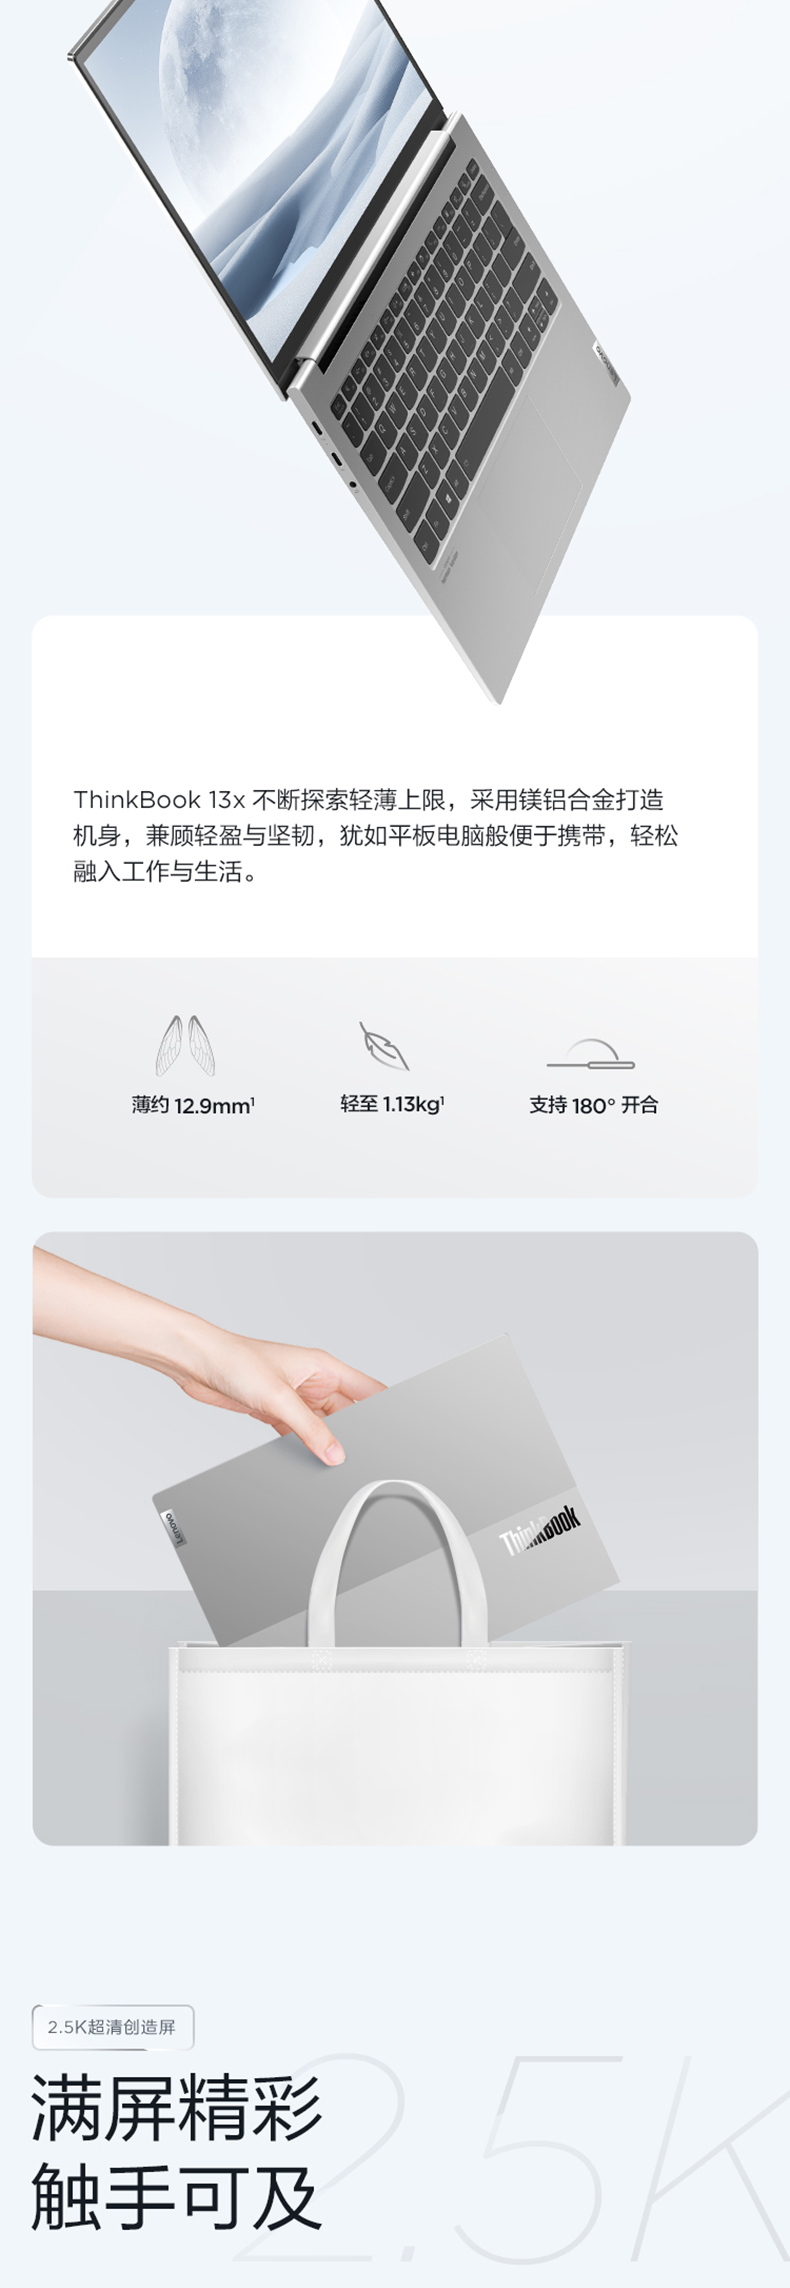 Lenovo
ThinkBook 13x 不断探索轻薄上限，采用镁铝合金打造
机身，兼顾轻盈与坚韧，犹如平板电脑般便于携带，轻松
融入工作与生活。
薄约 12.9mm¹
轻至 1.13kg¹
支持 180° 开合
Lenovo
ThinkBook
2.5K超清创造屏
2.5K
满屏精彩
触手可及